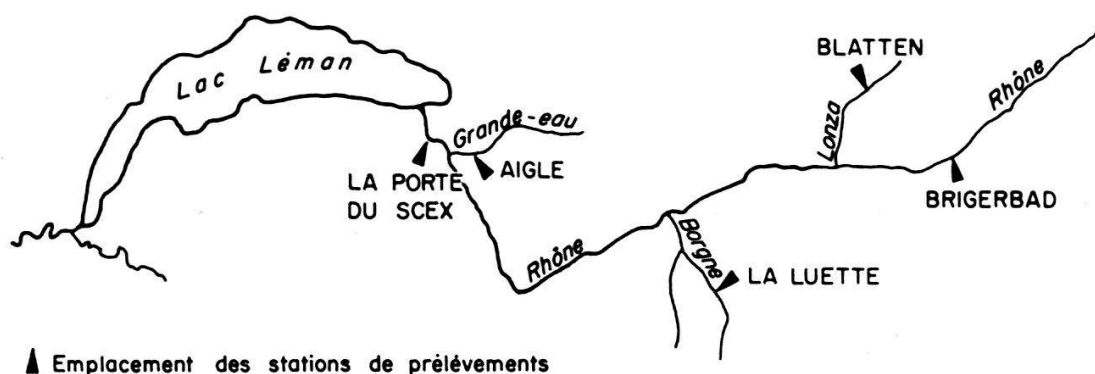 BLATTEN
Rhône
Lac Léman
Lonza
Grande-eau
AIGLE
LA PORTE
DU SCEX
BRIGERBAD
Rhône
Borgne
LA LUETTE
Emplacement des stations de prélévements